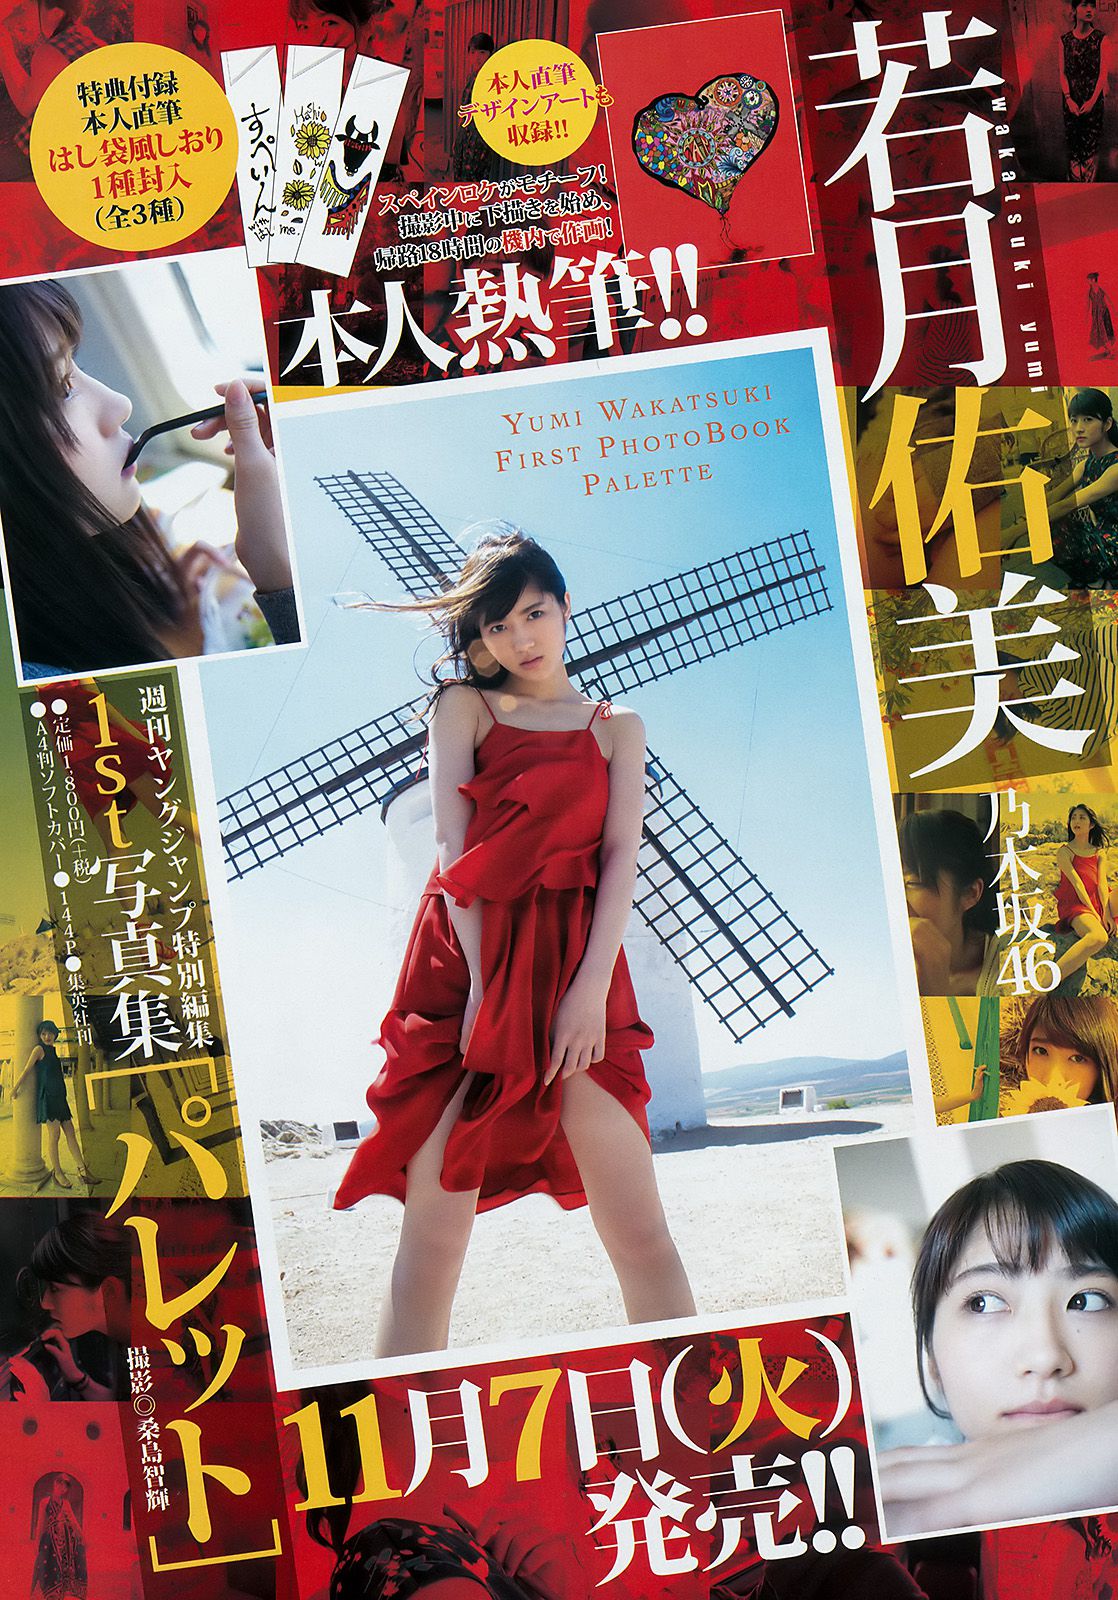 特典付録
本人直筆
はし袋風しおり
1種封入
(全3種)
すぺいん
with
はし
me.
本人直筆
デザインアートも
収録!!
スペインロケがモチーフ!
撮影中に下描きを始め、
帰路18時間の機内で作画!
本人熱筆!!
若月佑美
wakatsuki yumi
乃木坂46
YUMI WAKATSUKI
FIRST PHOTOBOOK
PALETTE
週刊ヤングジャンプ特別編集
1st写真集[パレット]
●定価1,800円(+税)
●A4判ソフトカバー●144P●集英社刊
撮影◎桑島智輝
11月7日(火)
発売!!